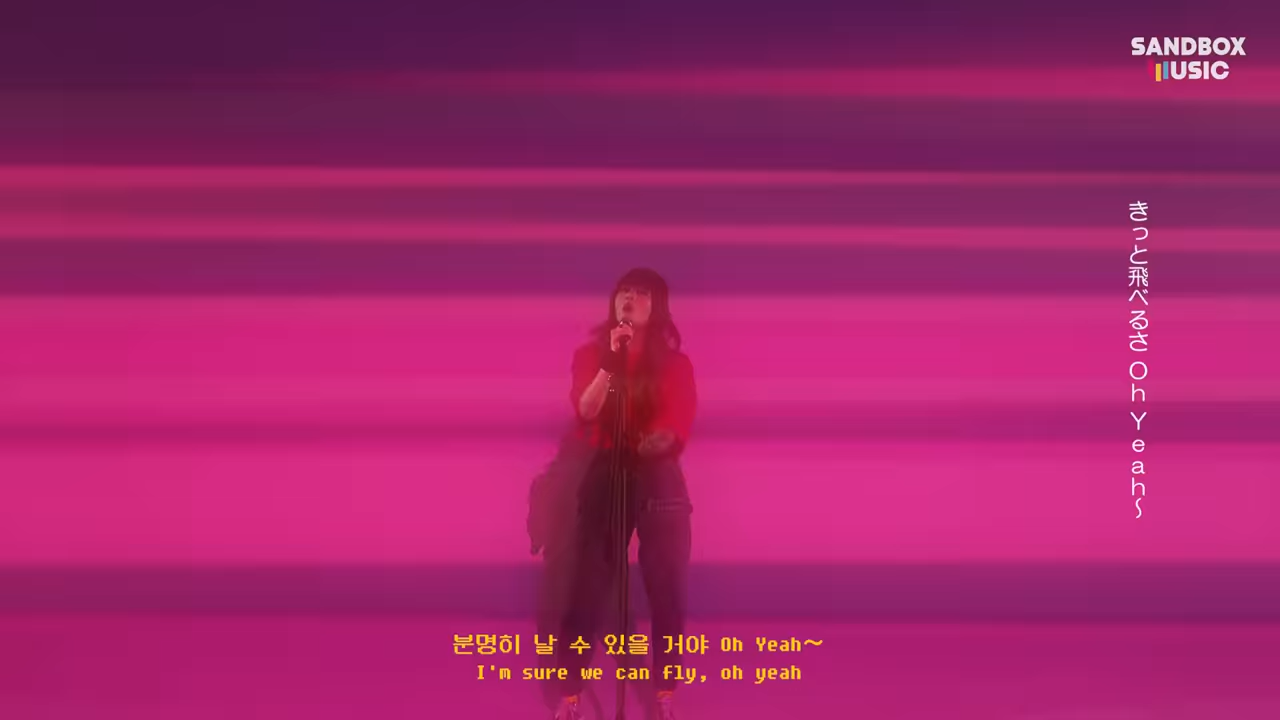 SANDBOX
MUSIC
きっと飛べるさ Oh Yeah〜
분명히 날 수 있을 거야 Oh Yeah〜
I'm sure we can fly, oh yeah